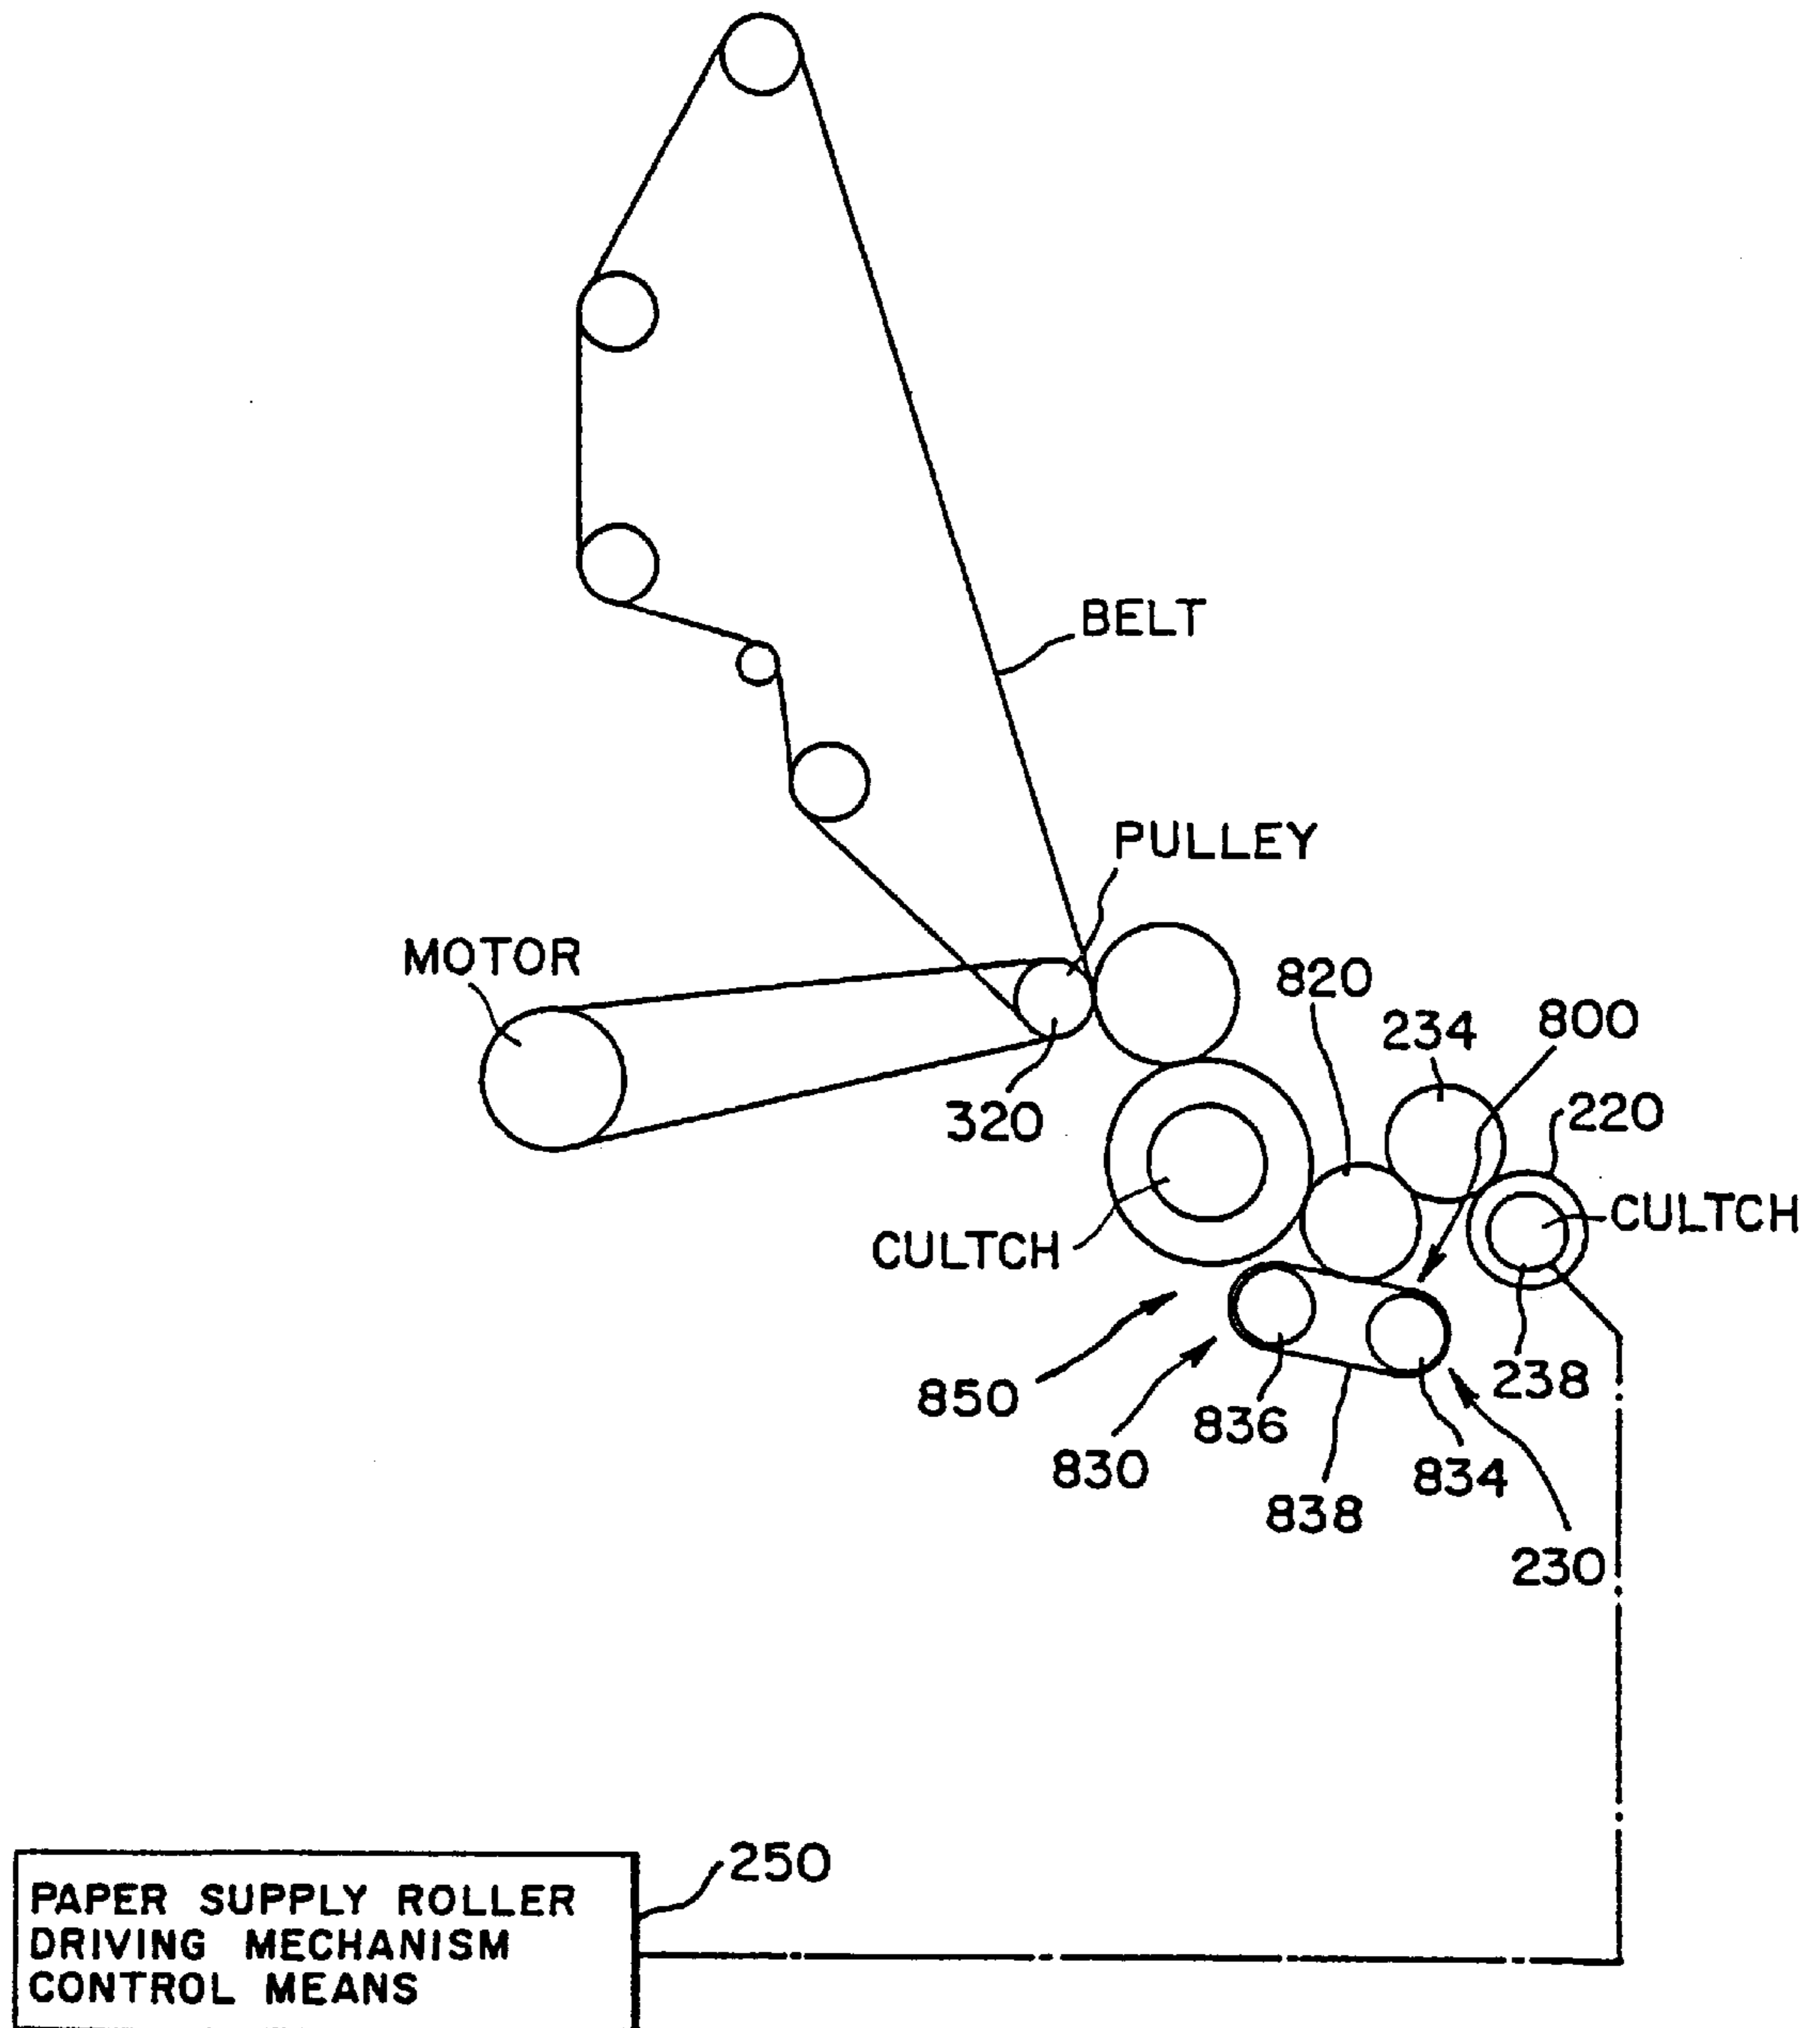 BELT
PULLEY
MOTOR
820
234
800
320
220
CULTCH
CULTCH
850
836
238
830
834
838
230
250
PAPER SUPPLY ROLLER
DRIVING MECHANISM
CONTROL MEANS